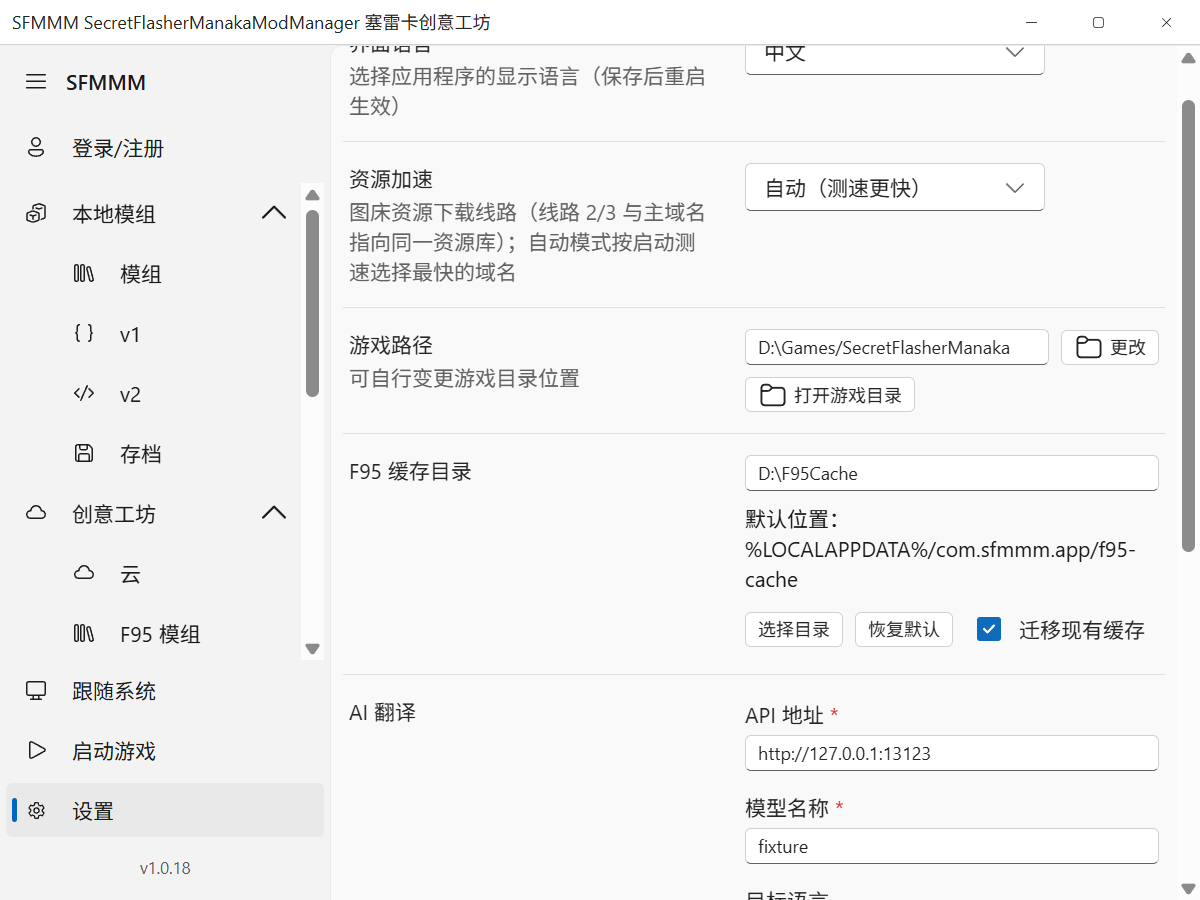 SFMMM SecretFlasherManakaModManager 塞雷卡创意工坊
SFMMM
登录/注册
本地模组
模组
v1
v2
存档
创意工坊
云
F95 模组
跟随系统
启动游戏
设置
v1.0.18
界面语言
选择应用程序的显示语言（保存后重启
生效）
中文
资源加速
图床资源下载线路（线路 2/3 与主域名
指向同一资源库）；自动模式按启动测
速选择最快的域名
自动（测速更快）
游戏路径
可自行变更游戏目录位置
D:\Games/SecretFlasherManaka
更改
打开游戏目录
F95 缓存目录
D:\F95Cache
默认位置：
%LOCALAPPDATA%/com.sfmmm.app/f95-
cache
选择目录
恢复默认
迁移现有缓存
AI 翻译
API 地址 *
http://127.0.0.1:13123
模型名称 *
fixture
目标语言